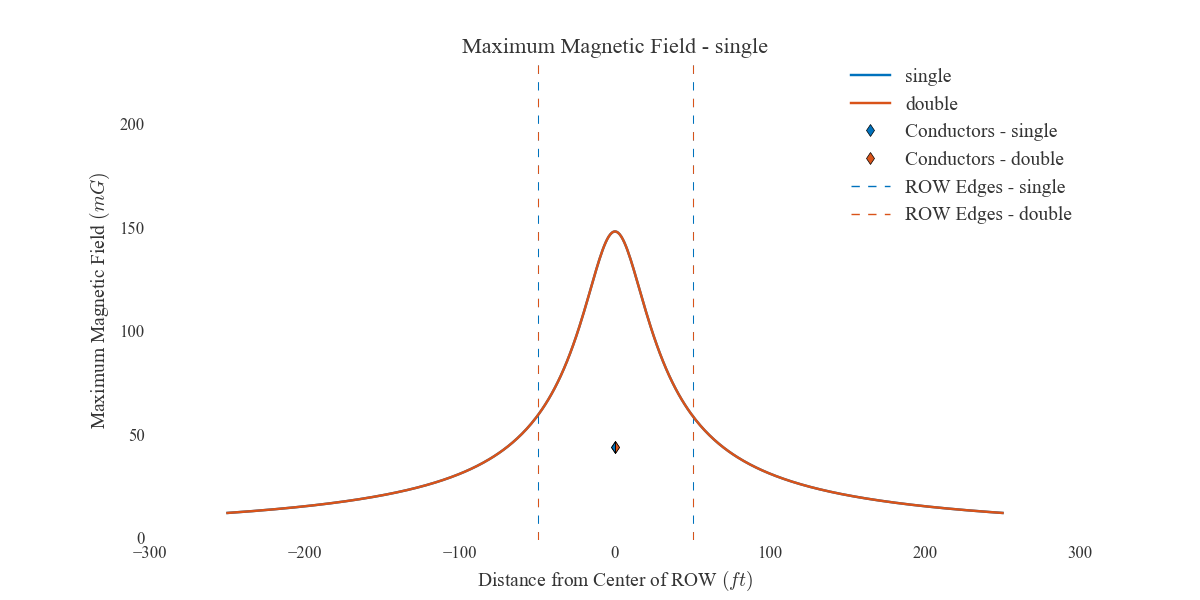 Maximum Magnetic Field - single
single
double
Conductors - single
Conductors - double
ROW Edges - single
ROW Edges - double
Maximum Magnetic Field (mG)
200
150
100
50
0
−300 −200 −100 0 100 200 300
Distance from Center of ROW (ft)